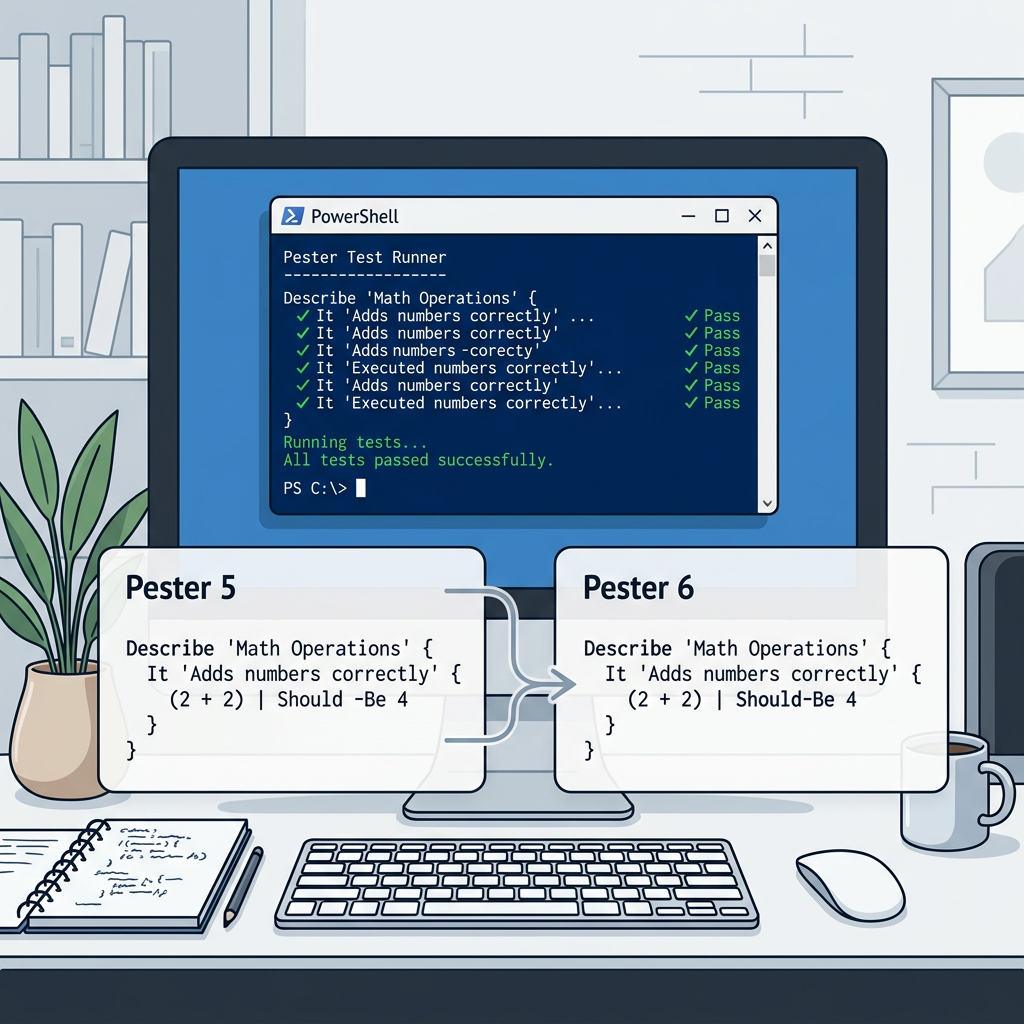 PowerShell
Pester Test Runner
------------------
Describe 'Math Operations' {
✓ It 'Adds numbers correctly' ... ✓ Pass
✓ It 'Adds numbers correctly' ✓ Pass
✓ It 'Adds numbers -corecty' ✓ Pass
✓ It 'Executed numbers correctly'... ✓ Pass
✓ It 'Adds numbers correctly' ✓ Pass
✓ It 'Executed numbers correctly'... ✓ Pass
}
Running tests...
All tests passed successfully.
PS C:\>
Pester 5
Describe 'Math Operations' {
It 'Adds numbers correctly' {
(2 + 2) | Should -Be 4
}
}
Pester 6
Describe 'Math Operations' {
It 'Adds numbers correctly' {
(2 + 2) | Should-Be 4
}
}